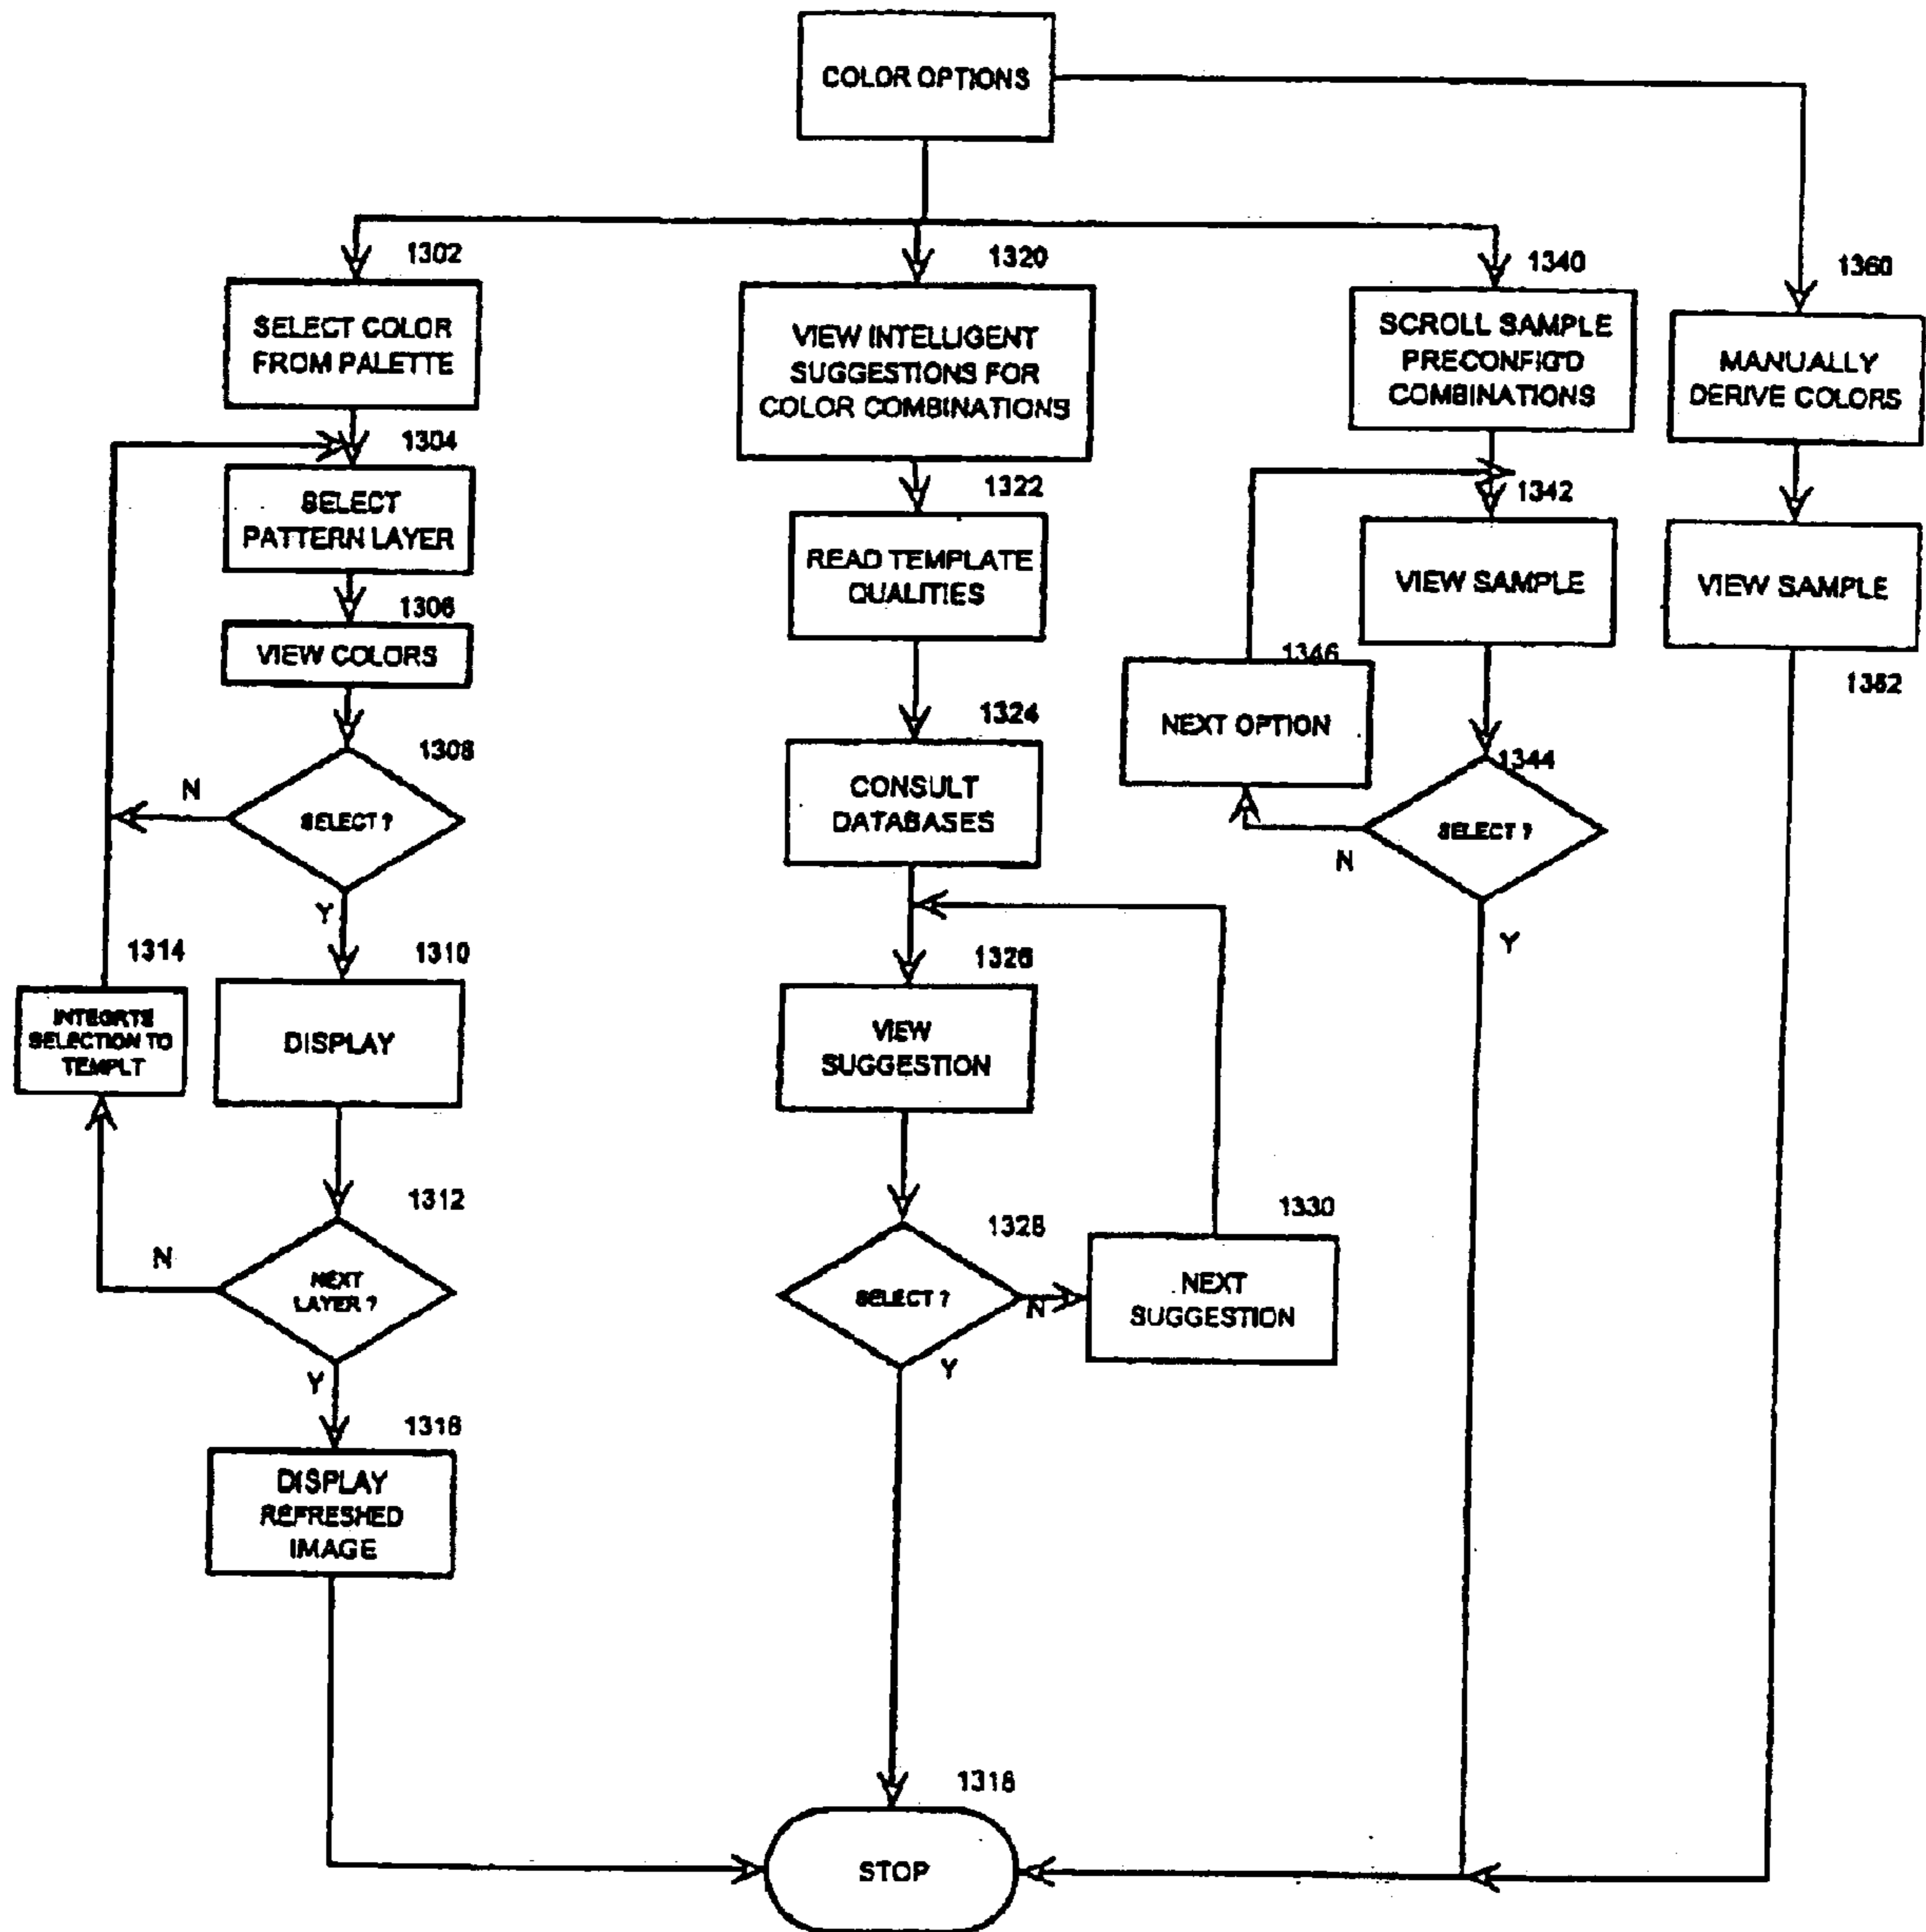 COLOR OPTIONS
1302
SELECT COLOR
FROM PALETTE
1304
SELECT
PATTERN LAYER
1306
VIEW COLORS
1308
SELECT ?
N
Y
1314
INTEGRTE
SELECTION TO
TEMPLT
1310
DISPLAY
1312
NEXT
LAYER ?
N
Y
1316
DISPLAY
REFRESHED
IMAGE
1320
VIEW INTELLIGENT
SUGGESTIONS FOR
COLOR COMBINATIONS
1322
READ TEMPLATE
QUALITIES
1324
CONSULT
DATABASES
1326
VIEW
SUGGESTION
1328
SELECT ?
N
Y
1330
NEXT
SUGGESTION
1340
SCROLL SAMPLE
PRECONFIG'D
COMBINATIONS
1342
VIEW SAMPLE
1346
NEXT OPTION
1344
SELECT ?
N
Y
1360
MANUALLY
DERIVE COLORS
VIEW SAMPLE
1362
1318
STOP